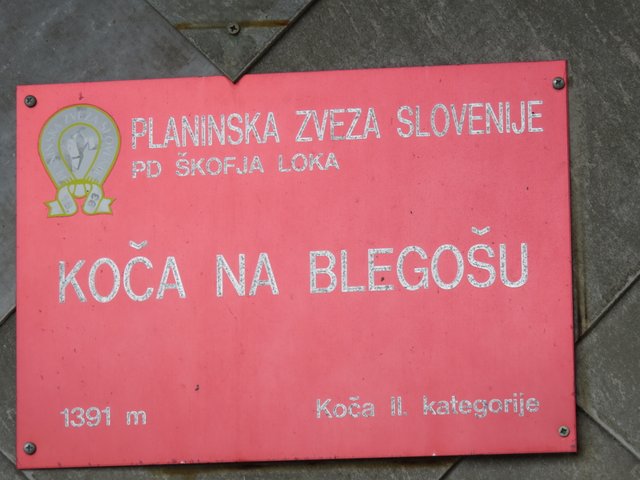 PLANINSKA ZVEZA SLOVENIJE
PD ŠKOFJA LOKA
KOČA NA BLEGOŠU
1391 m
Koča II. kategorije